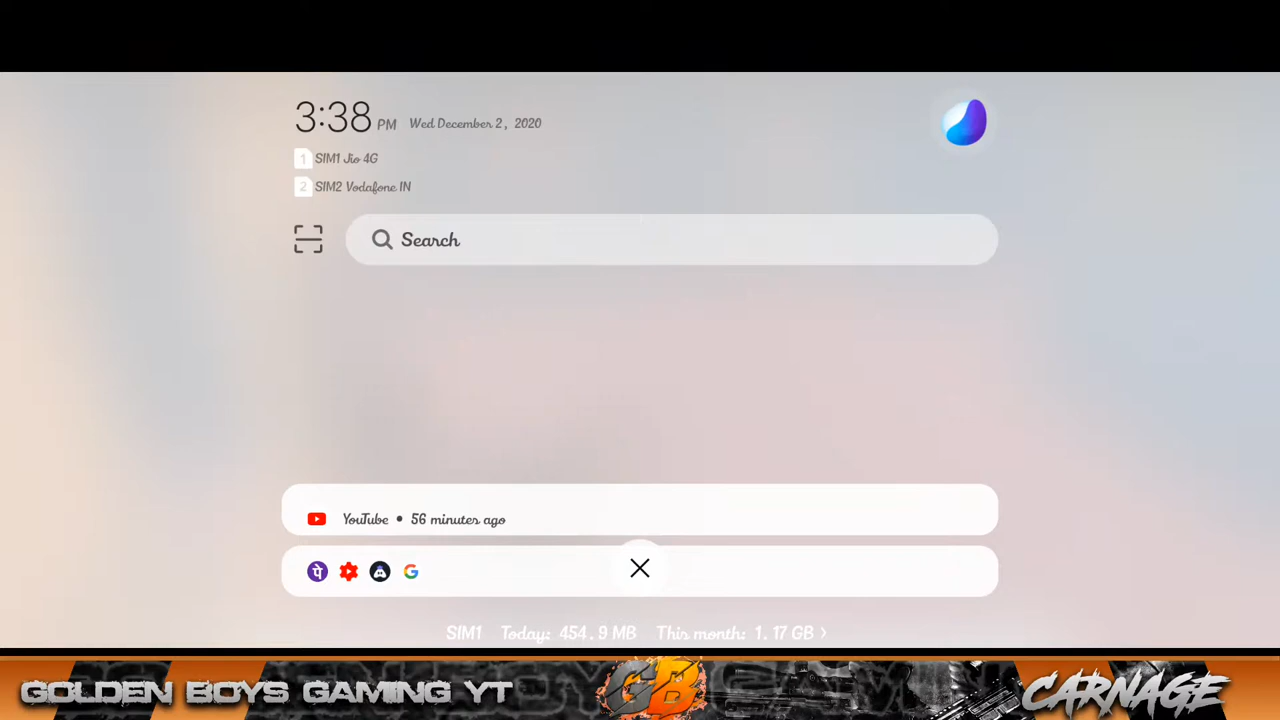 3:38 PM Wed December 2, 2020
1 SIM1 Jio 4G
2 SIM2 Vodafone IN
Search
YouTube • 56 minutes ago
पे G
SIM1 Today: 454.9 MB This month: 1.17 GB >
GOLDEN BOYS GAMING YT GB CARNAGE